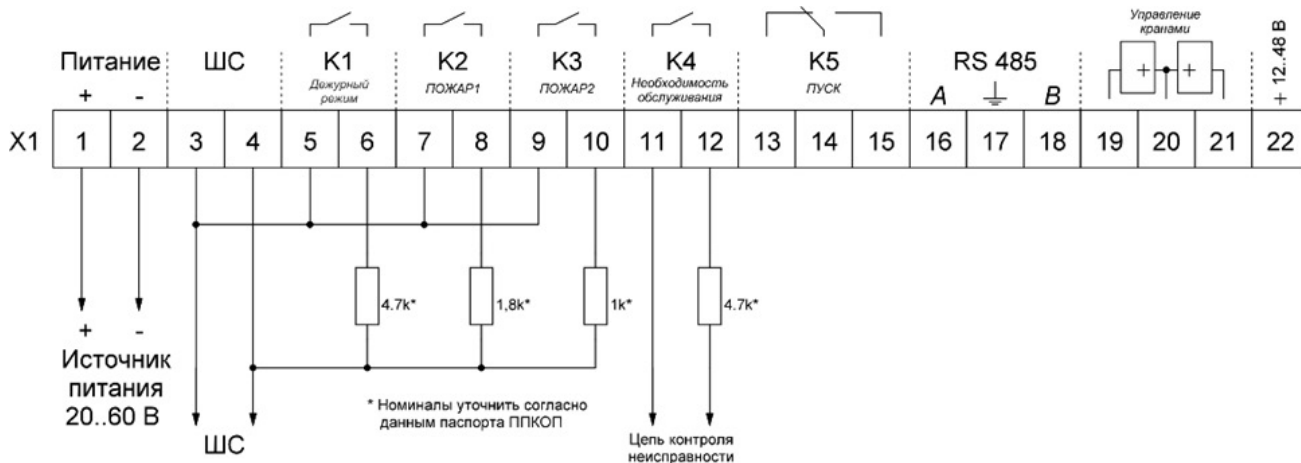 Управление
кранами
Питание ШС K1 K2 K3 K4 K5 RS 485
Дежурный
режим
ПОЖАР1
ПОЖАР2
Необходимость
обслуживания
ПУСК
+ - A B + + + 12..48 В
X1 1 2 3 4 5 6 7 8 9 10 11 12 13 14 15 16 17 18 19 20 21 22
4.7k* 1,8k* 1k* 4.7k*
+ -
Источник
питания
20..60 В
ШС
* Номиналы уточнить согласно
данным паспорта ППКОП
Цепь контроля
неисправности